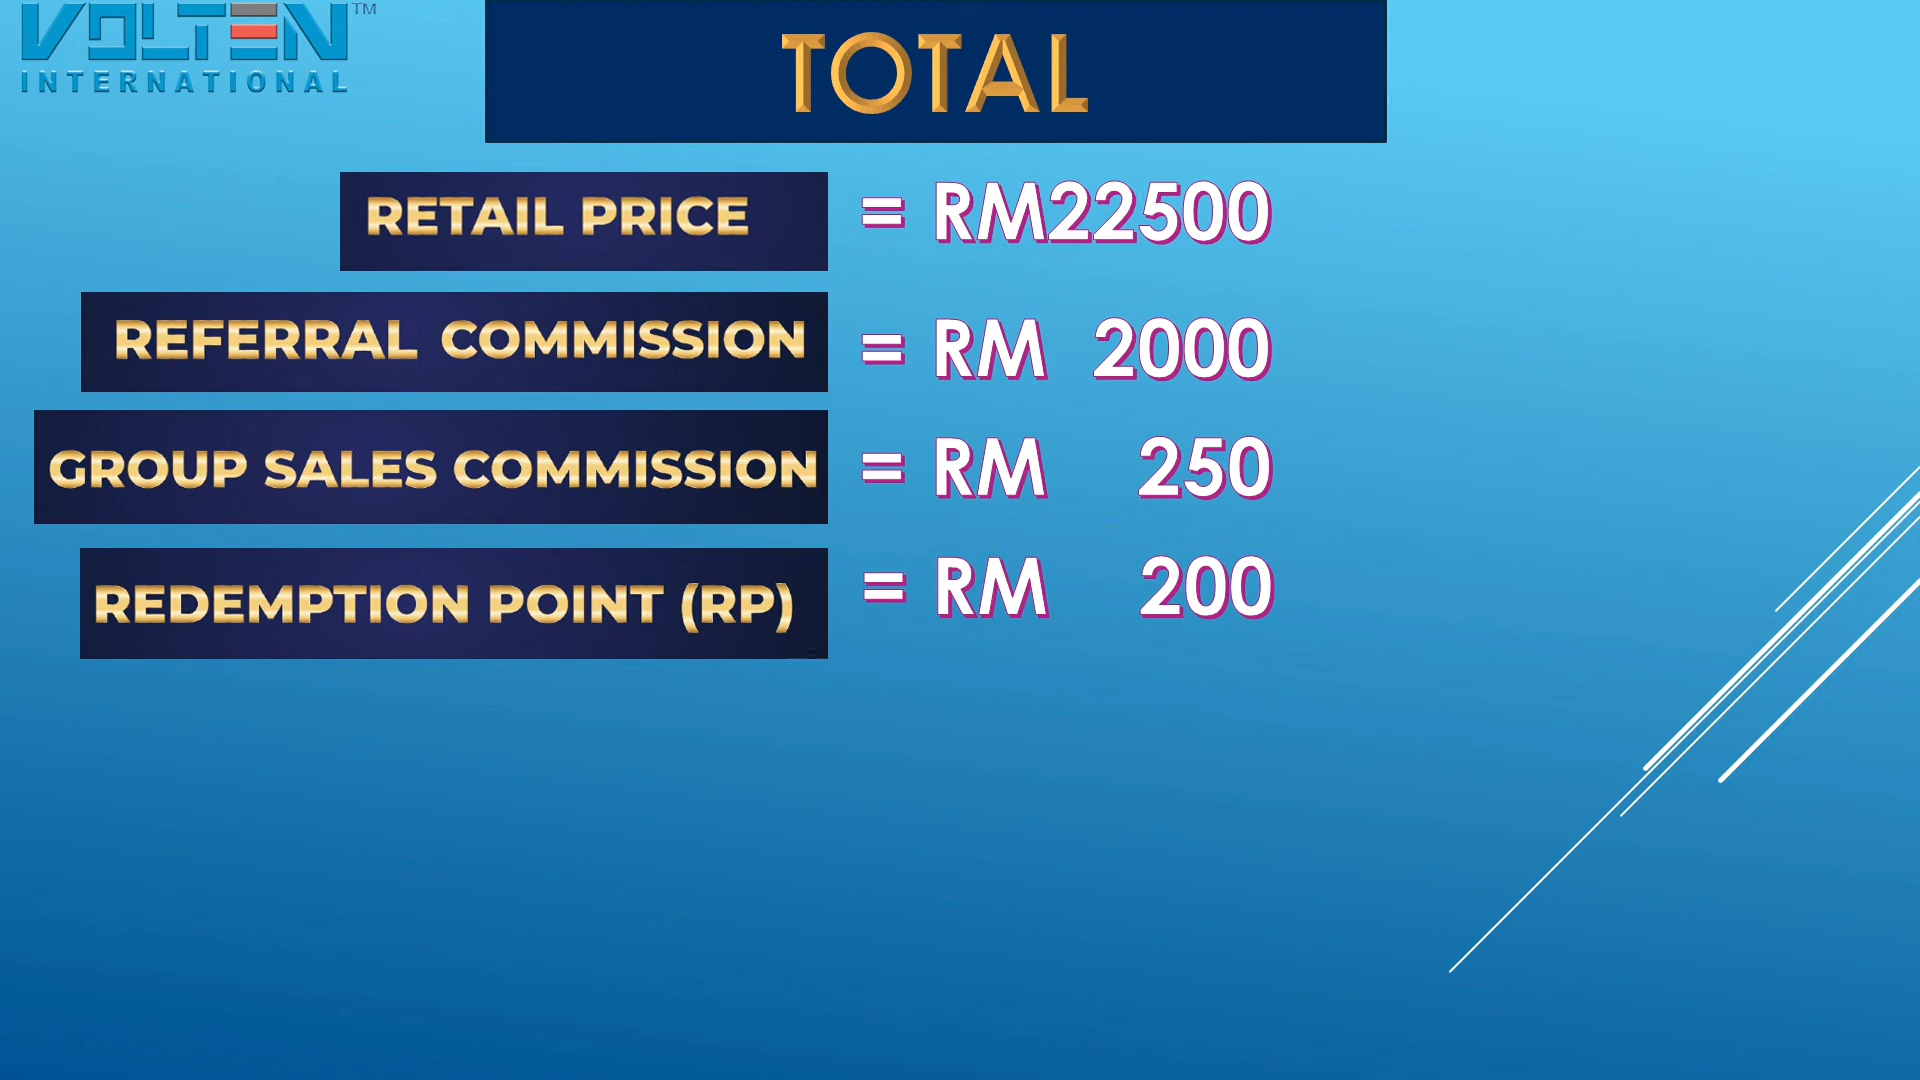 VOLTEN™
INTERNATIONAL
TOTAL
RETAIL PRICE = RM22500
REFERRAL COMMISSION = RM 2000
GROUP SALES COMMISSION = RM 250
REDEMPTION POINT (RP) = RM 200